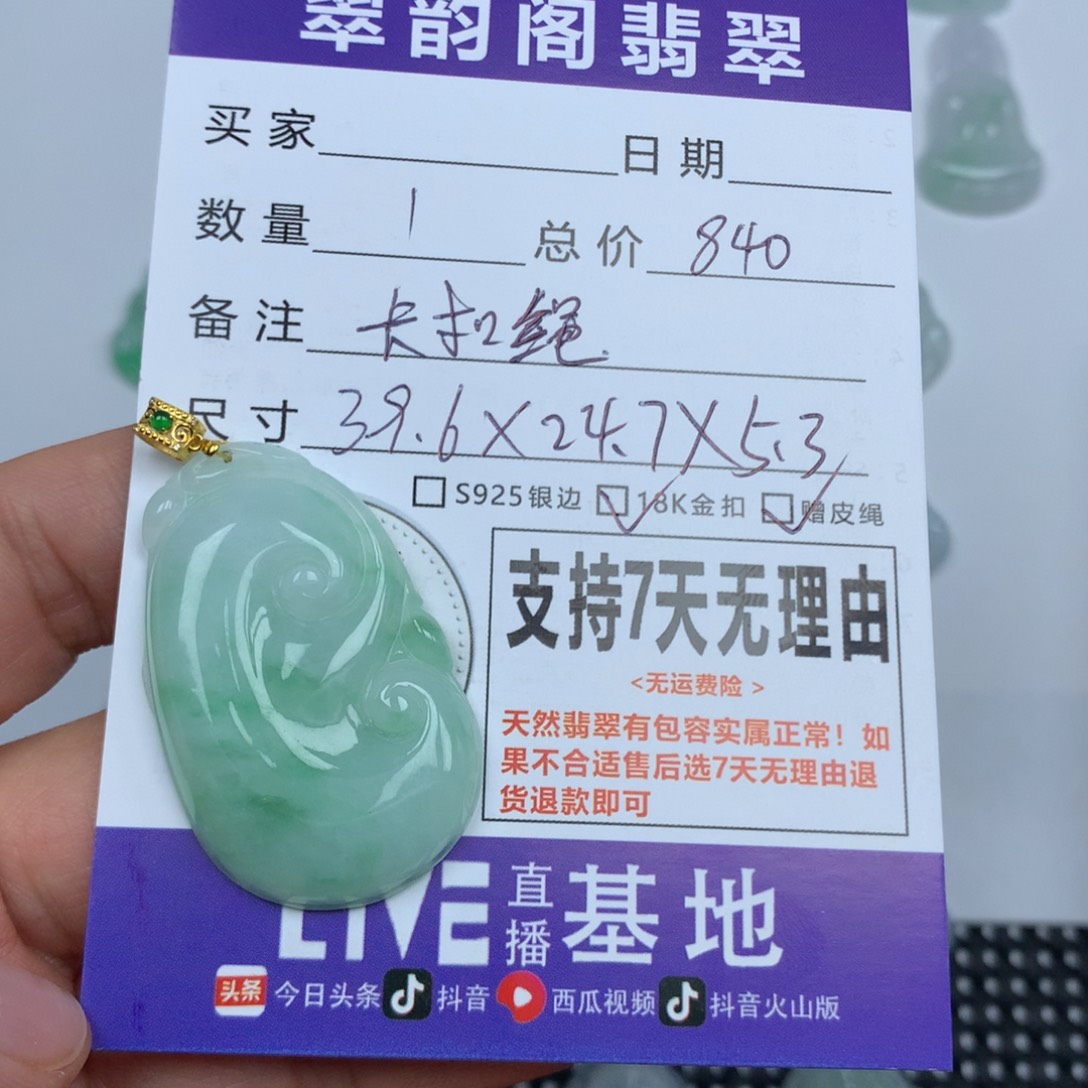 翠韵阁翡翠
买家 日期
数量 1 总价 840
备注 卡扣绳
尺寸 39.6×24.7×5.3
S925银边 18K金扣 赠皮绳
支持7天无理由
<无运费险>
天然翡翠有包容实属正常！如
果不合适售后选7天无理由退
货退款即可
LIVE 直播 基地
头条 今日头条 抖音 西瓜视频 抖音火山版